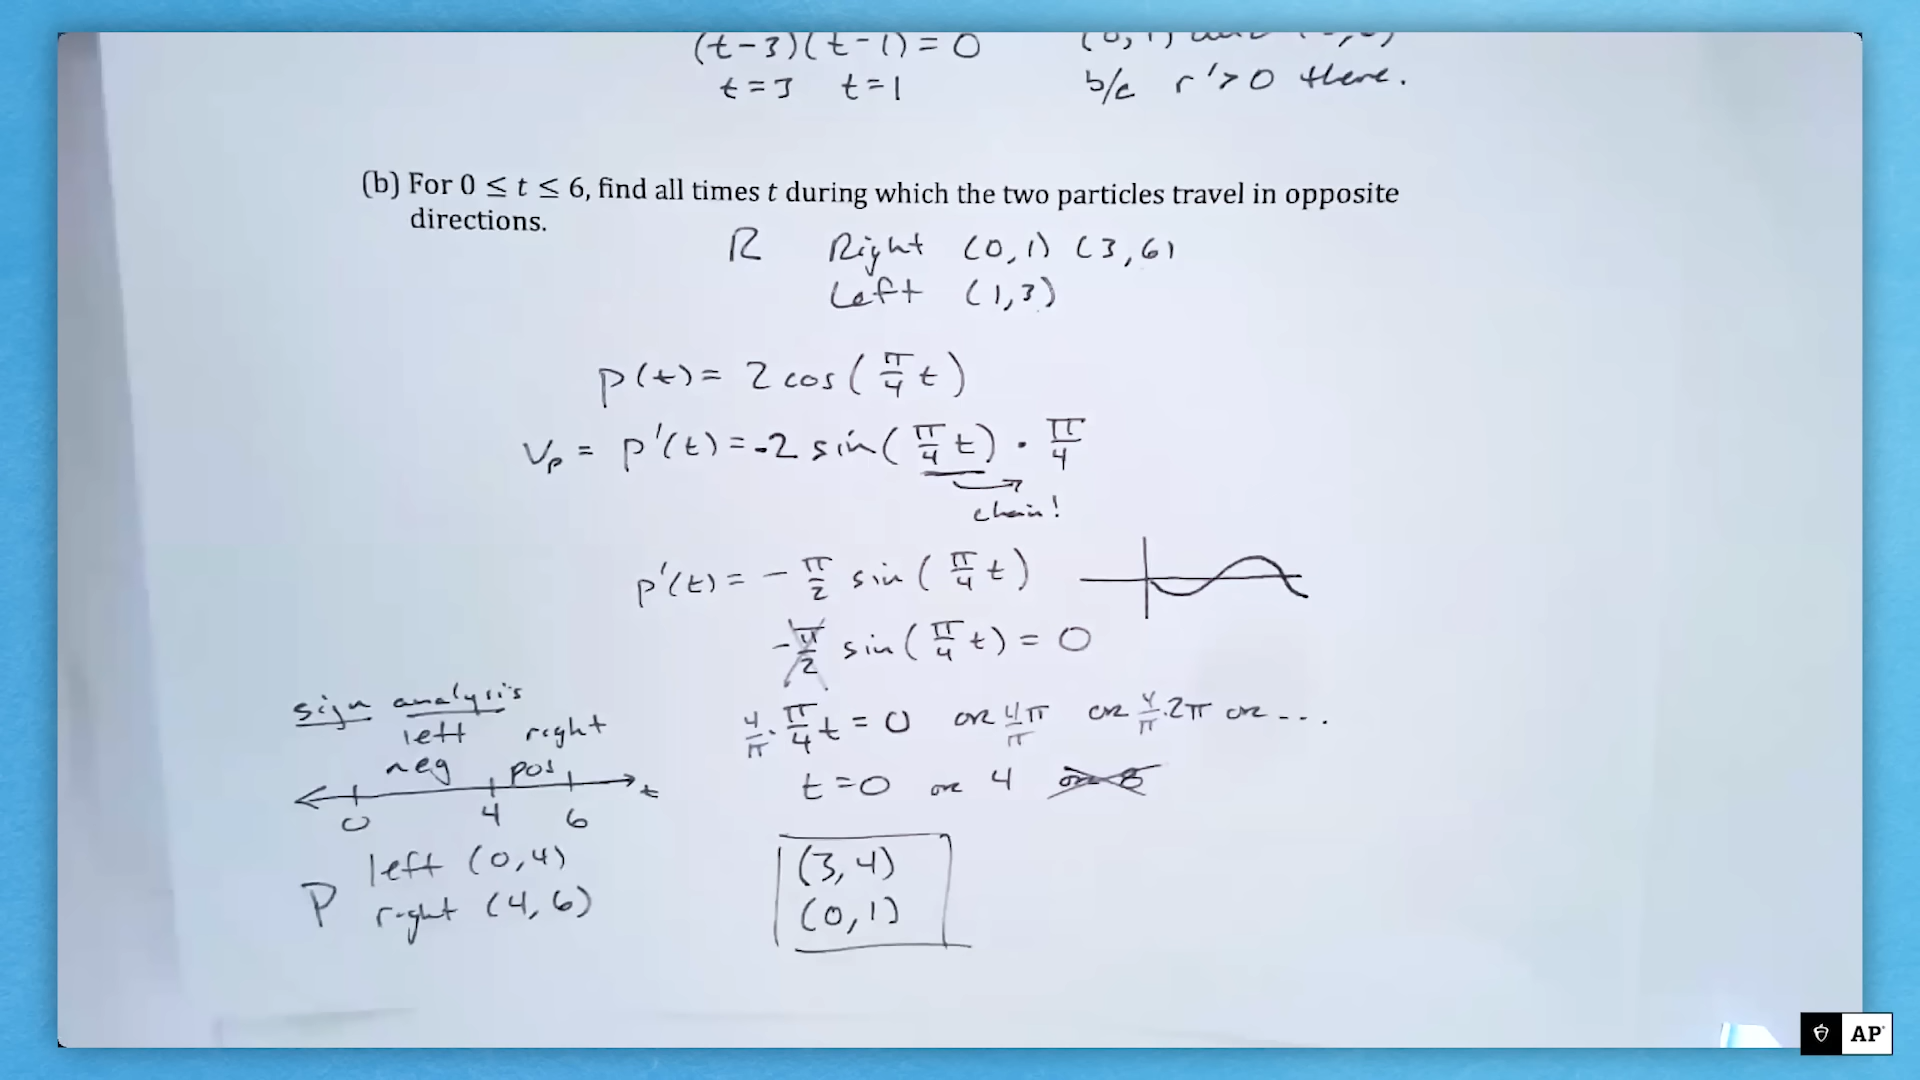 (t-3)(t-1) = 0
t = 3 t = 1
b/c r' > 0 there.
(b) For 0 ≤ t ≤ 6, find all times t during which the two particles travel in opposite
directions.
R Right (0,1) (3,6)
Left (1,3)
p(t) = 2 cos(π/4 t)
Vp = p'(t) = -2 sin(π/4 t) · π/4
chain!
p'(t) = - π/2 sin(π/4 t)
-π/2 sin(π/4 t) = 0
4/π · π/4 t = 0 or 4/π π or 4/π · 2π or ...
t = 0 or 4 or 8
sign analysis
left right
neg pos
t
0 4 6
P left (0,4)
right (4,6)
(3,4)
(0,1)
AP